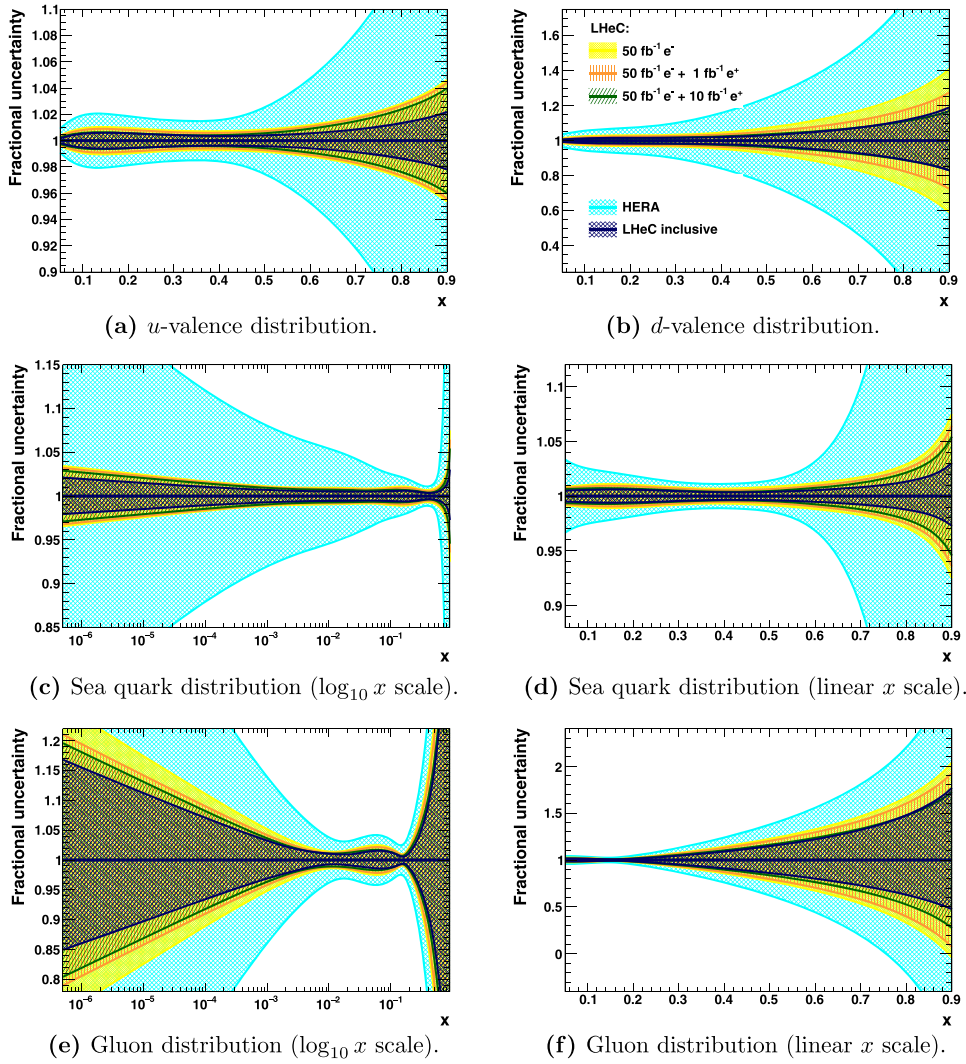 Fractional uncertainty
1.1
1.08
1.06
1.04
1.02
1
0.98
0.96
0.94
0.92
0.9
0.1 0.2 0.3 0.4 0.5 0.6 0.7 0.8 0.9
x
(a) u-valence distribution.
Fractional uncertainty
1.6
1.4
1.2
1
0.8
0.6
0.4
LHeC:
50 fb⁻¹ e⁻
50 fb⁻¹ e⁻ + 1 fb⁻¹ e⁺
50 fb⁻¹ e⁻ + 10 fb⁻¹ e⁺
HERA
LHeC inclusive
0.1 0.2 0.3 0.4 0.5 0.6 0.7 0.8 0.9
x
(b) d-valence distribution.
Fractional uncertainty
1.15
1.1
1.05
1
0.95
0.9
0.85
10⁻⁶ 10⁻⁵ 10⁻⁴ 10⁻³ 10⁻² 10⁻¹
x
(c) Sea quark distribution (log₁₀ x scale).
Fractional uncertainty
1.1
1.05
1
0.95
0.9
0.1 0.2 0.3 0.4 0.5 0.6 0.7 0.8 0.9
x
(d) Sea quark distribution (linear x scale).
Fractional uncertainty
1.2
1.15
1.1
1.05
1
0.95
0.9
0.85
0.8
10⁻⁶ 10⁻⁵ 10⁻⁴ 10⁻³ 10⁻² 10⁻¹
x
(e) Gluon distribution (log₁₀ x scale).
Fractional uncertainty
2
1.5
1
0.5
0
0.1 0.2 0.3 0.4 0.5 0.6 0.7 0.8 0.9
x
(f) Gluon distribution (linear x scale).